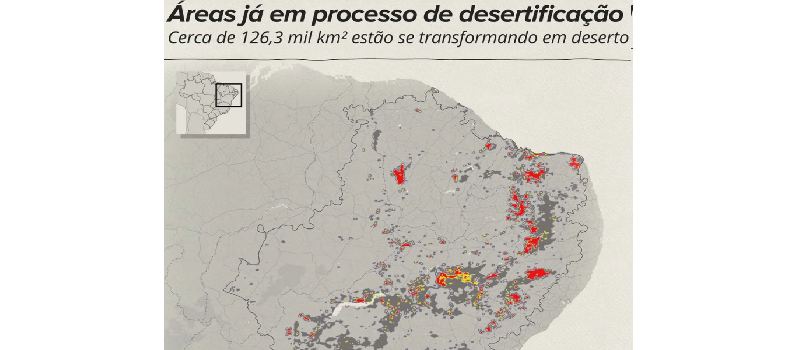 Áreas já em processo de desertificação
Cerca de 126,3 mil km² estão se transformando em deserto